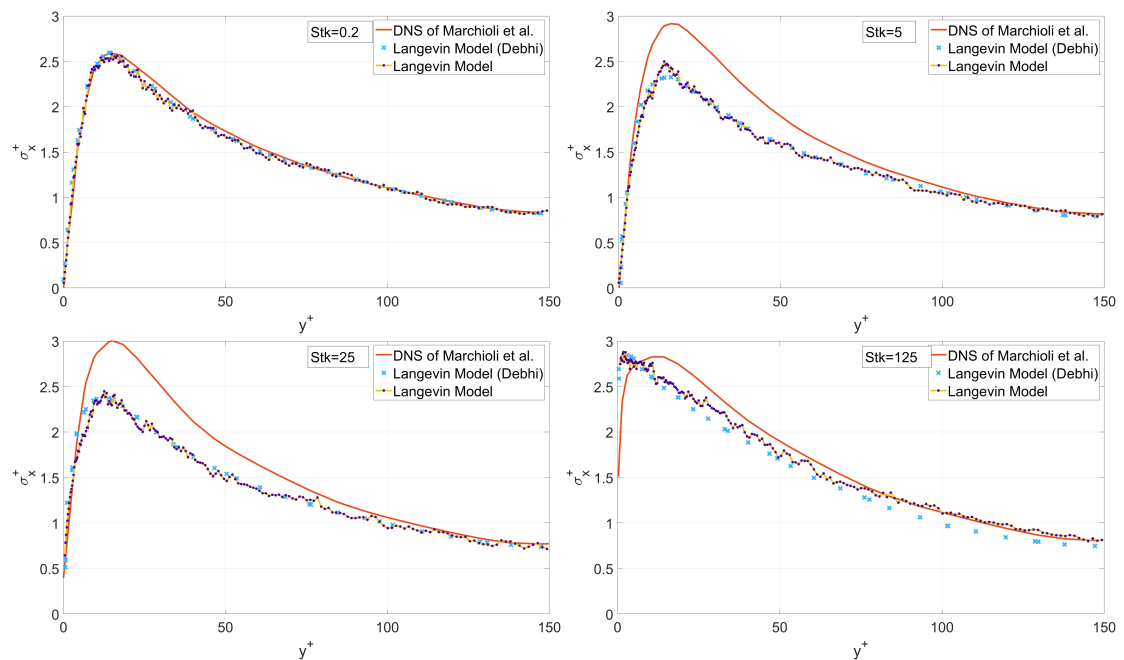 3
2.5
2
1.5
1
0.5
0
σx+
Stk=0.2
DNS of Marchioli et al.
Langevin Model (Debhi)
Langevin Model
0 50 100 150
y+
3
2.5
2
1.5
1
0.5
0
σx+
Stk=5
DNS of Marchioli et al.
Langevin Model (Debhi)
Langevin Model
0 50 100 150
y+
3
2.5
2
1.5
1
0.5
0
σx+
Stk=25
DNS of Marchioli et al.
Langevin Model (Debhi)
Langevin Model
0 50 100 150
y+
3
2.5
2
1.5
1
0.5
0
σx+
Stk=125
DNS of Marchioli et al.
Langevin Model (Debhi)
Langevin Model
0 50 100 150
y+